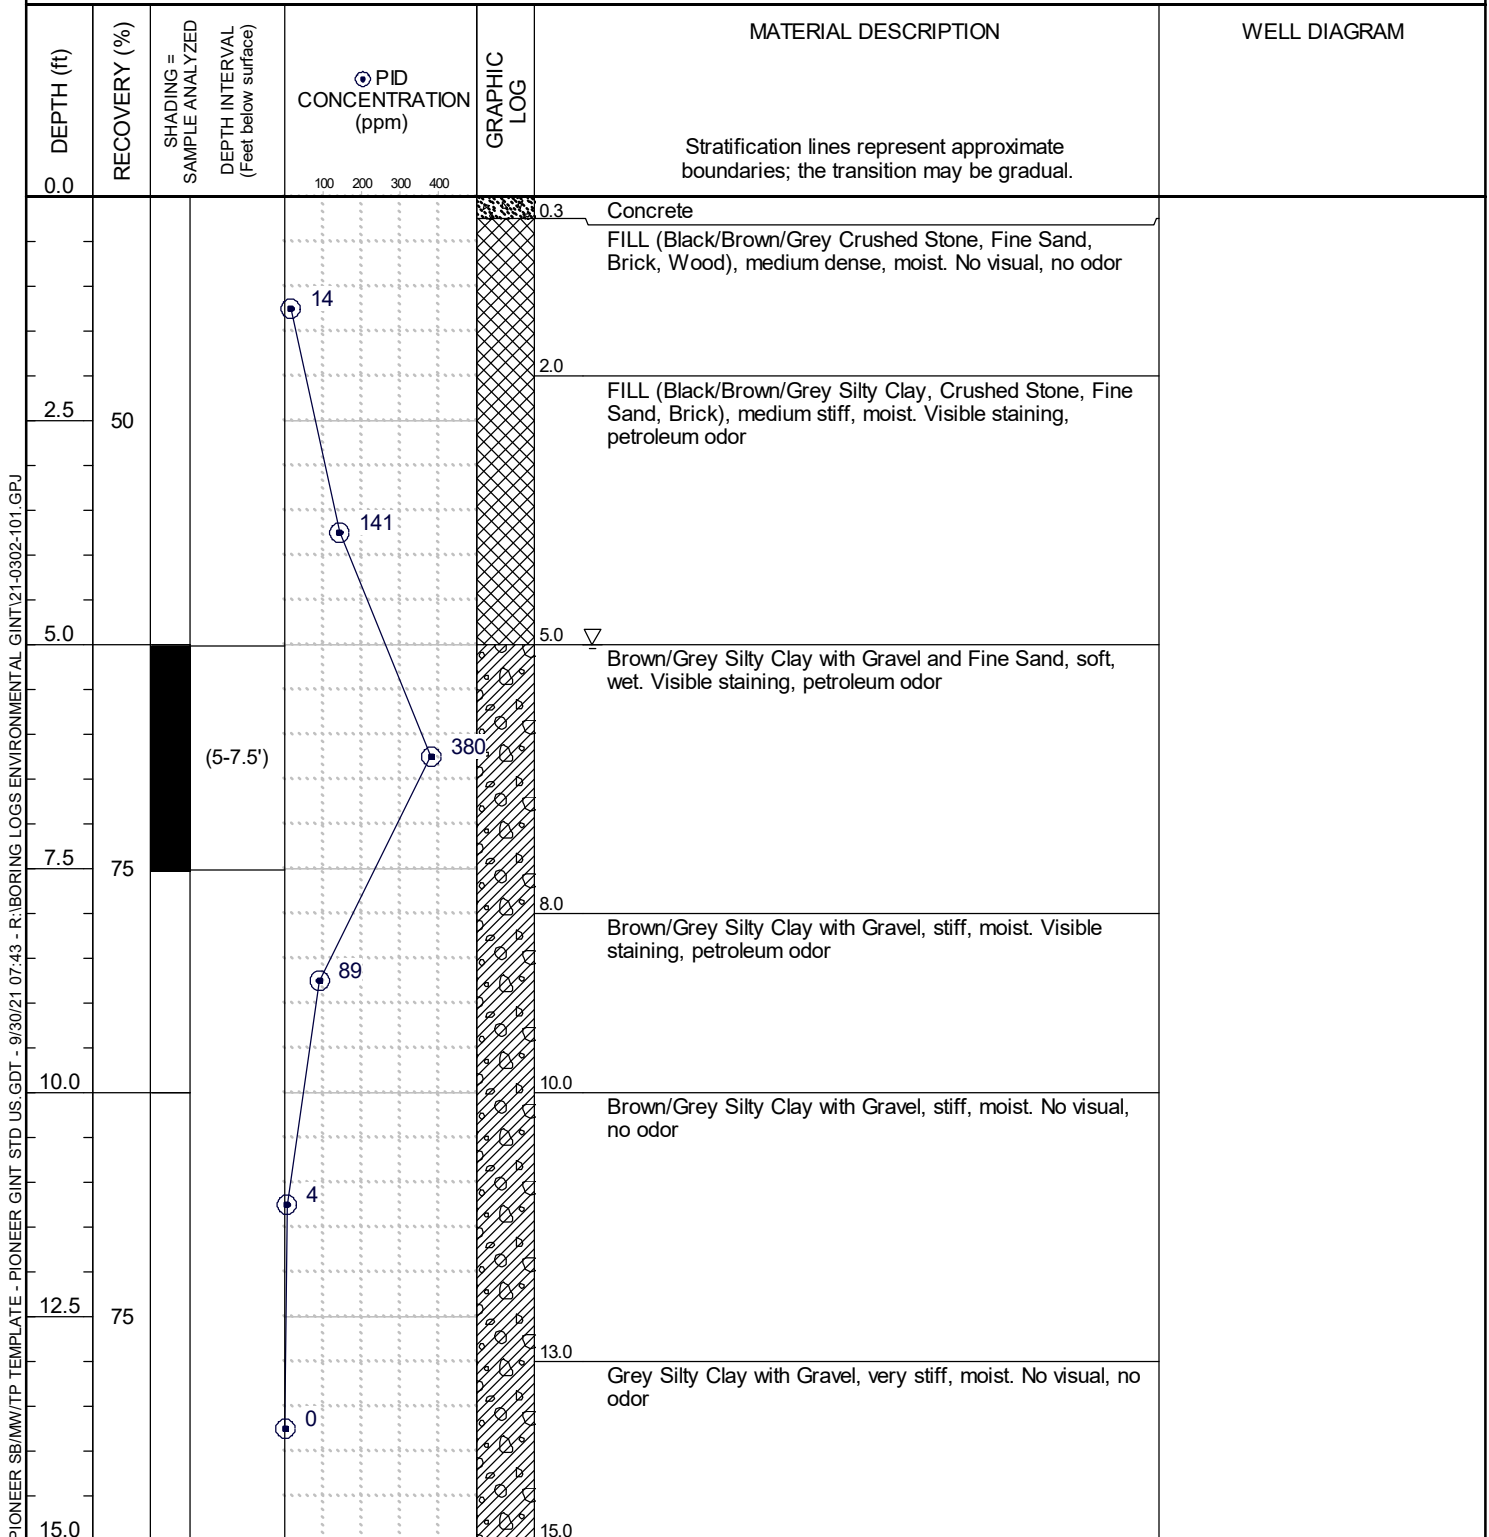 DEPTH (ft)
RECOVERY (%)
SHADING =
SAMPLE ANALYZED
DEPTH INTERVAL
(Feet below surface)
PID
CONCENTRATION
(ppm)
100 200 300 400
GRAPHIC
LOG
MATERIAL DESCRIPTION
Stratification lines represent approximate
boundaries; the transition may be gradual.
WELL DIAGRAM
0.0
0.3 Concrete
FILL (Black/Brown/Grey Crushed Stone, Fine Sand,
Brick, Wood), medium dense, moist. No visual, no odor
14
2.0
FILL (Black/Brown/Grey Silty Clay, Crushed Stone, Fine
Sand, Brick), medium stiff, moist. Visible staining,
petroleum odor
2.5 50
141
5.0 5.0
Brown/Grey Silty Clay with Gravel and Fine Sand, soft,
wet. Visible staining, petroleum odor
(5-7.5') 380
7.5 75
8.0
Brown/Grey Silty Clay with Gravel, stiff, moist. Visible
staining, petroleum odor
89
10.0 10.0
Brown/Grey Silty Clay with Gravel, stiff, moist. No visual,
no odor
4
12.5 75
13.0
Grey Silty Clay with Gravel, very stiff, moist. No visual, no
odor
0
15.0 15.0
PIONEER SB/MW/TP TEMPLATE - PIONEER GINT STD US.GDT - 9/30/21 07:43 - R:\BORING LOGS ENVIRONMENTAL GINT\21-0302-101.GPJ